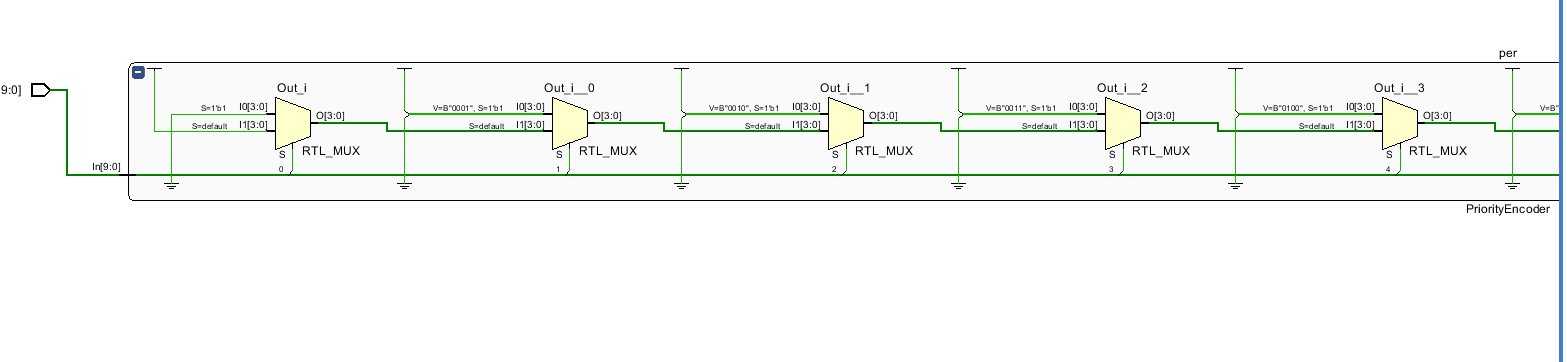 per
9:0]
Out_i
Out_i__0
Out_i__1
Out_i__2
Out_i__3
S=1'b1
I0[3:0]
V=B"0001", S=1'b1
I0[3:0]
V=B"0010", S=1'b1
I0[3:0]
V=B"0011", S=1'b1
I0[3:0]
V=B"0100", S=1'b1
I0[3:0]
V=B"
O[3:0]
O[3:0]
O[3:0]
O[3:0]
O[3:0]
S=default
I1[3:0]
S=default
I1[3:0]
S=default
I1[3:0]
S=default
I1[3:0]
S=default
I1[3:0]
S
RTL_MUX
S
RTL_MUX
S
RTL_MUX
S
RTL_MUX
S
RTL_MUX
In[9:0]
0
1
2
3
4
PriorityEncoder